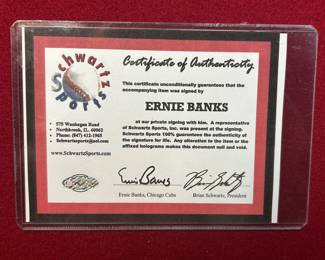 Schwartz
Sports
575 Waukegan Road
Northbrook, IL. 60062
Phone: (847) 412-1965
Schwartzsports@aol.com
www.SchwartzSports.com
Certificate of Authenticity
This certificate unconditionally guarantees that the
accompanying item was signed by
ERNIE BANKS
at our private signing with him. A representative
of Schwartz Sports, Inc. was present at the signing.
Schwartz Sports 100% guarantees the authenticity of
the signature for life. Any alteration to the item or the
affixed holograms makes this document null and void.
Ernie Banks
Ernie Banks, Chicago Cubs
Brian Schwartz, President